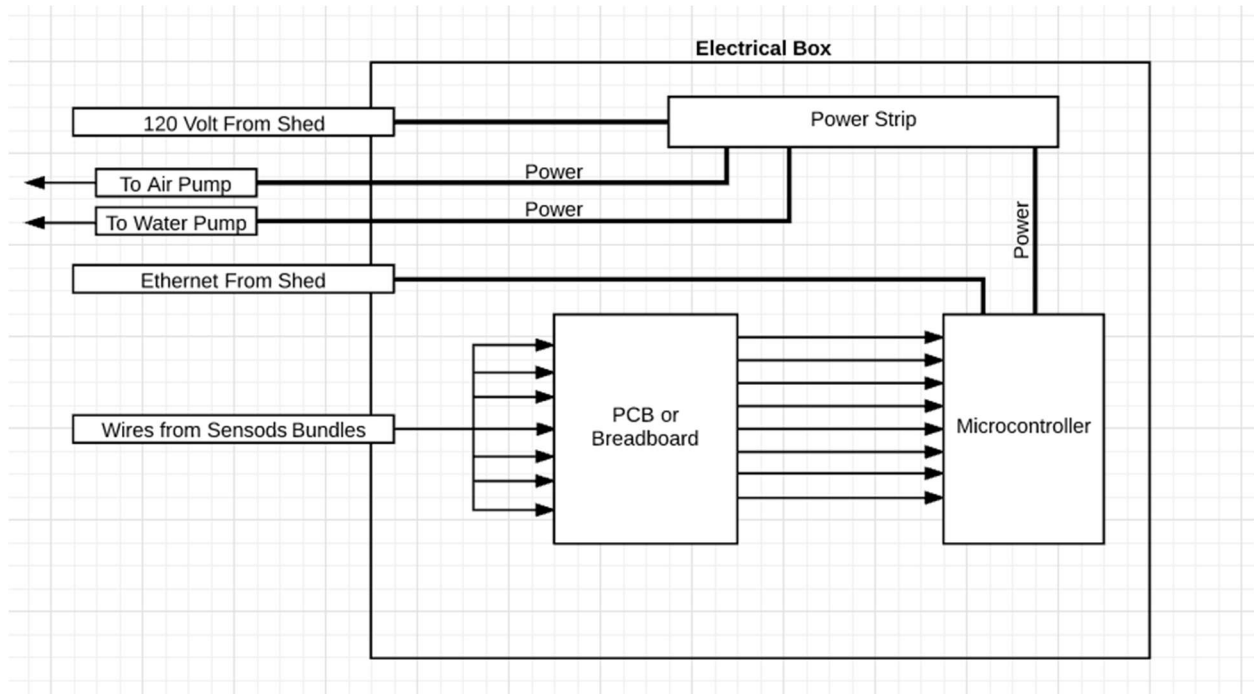 Electrical Box
120 Volt From Shed
Power Strip
To Air Pump
Power
To Water Pump
Power
Power
Ethernet From Shed
Wires from Sensods Bundles
PCB or
Breadboard
Microcontroller